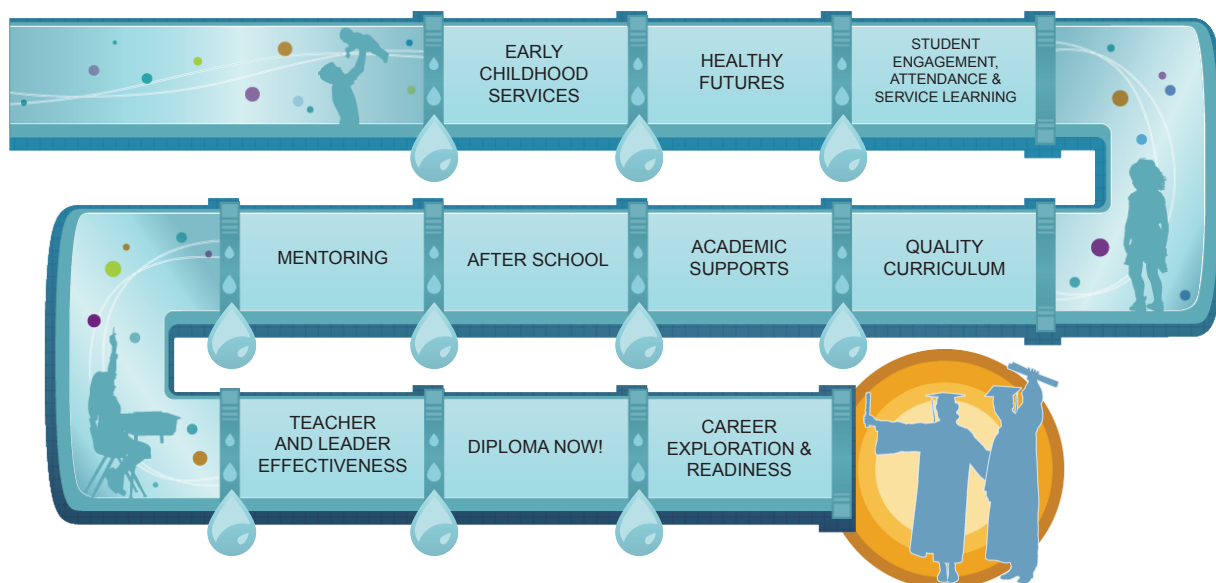 EARLY
CHILDHOOD
SERVICES
HEALTHY
FUTURES
STUDENT
ENGAGEMENT,
ATTENDANCE &
SERVICE LEARNING
MENTORING
AFTER SCHOOL
ACADEMIC
SUPPORTS
QUALITY
CURRICULUM
TEACHER
AND LEADER
EFFECTIVENESS
DIPLOMA NOW!
CAREER
EXPLORATION &
READINESS